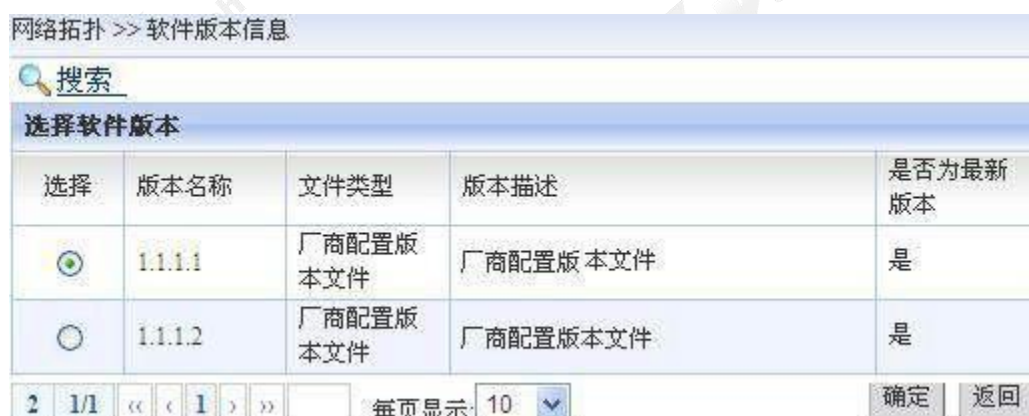 网络拓扑 >> 软件版本信息
搜索
选择软件版本
选择 版本名称 文件类型 版本描述 是否为最新
版本
1.1.1.1 厂商配置版
本文件 厂商配置版本文件 是
1.1.1.2 厂商配置版
本文件 厂商配置版本文件 是
2 1/1 « ‹ 1 › » 每页显示: 10 确定 返回